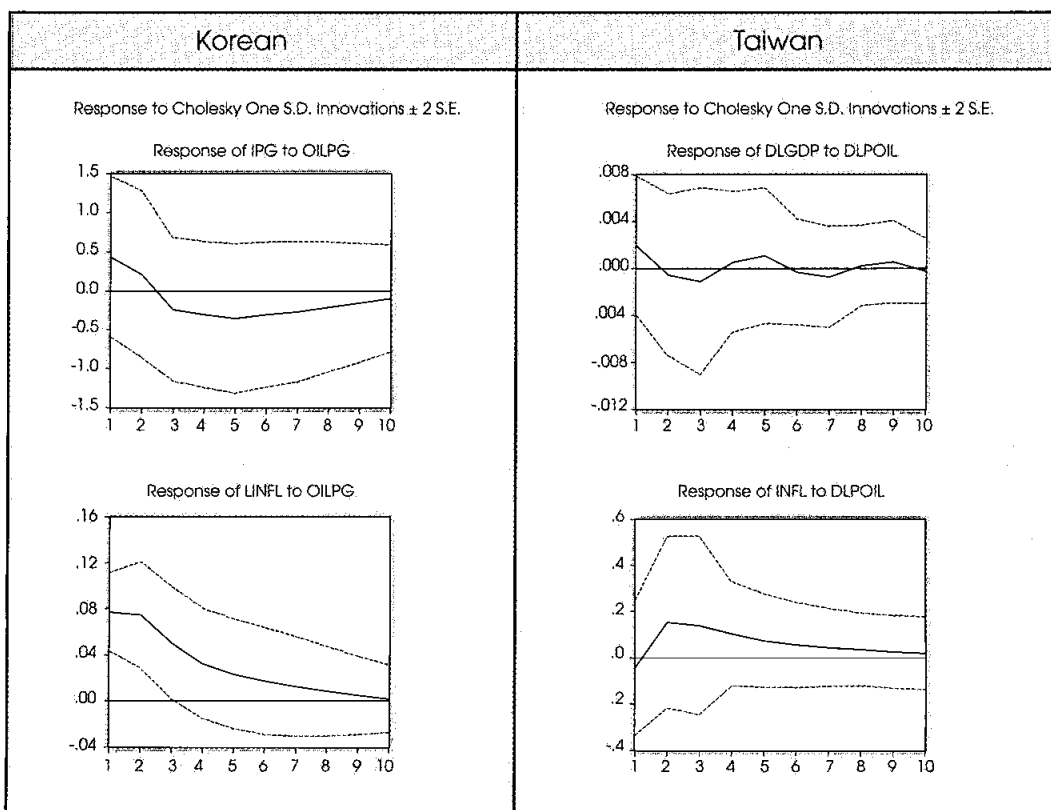 Korean
Taiwan
Response to Cholesky One S.D. Innovations ± 2 S.E.
Response of IPG to OILPG
1.5
1.0
0.5
0.0
-0.5
-1.0
-1.5
1 2 3 4 5 6 7 8 9 10
Response of LINFL to OILPG
.16
.12
.08
.04
.00
-.04
1 2 3 4 5 6 7 8 9 10
Response to Cholesky One S.D. Innovations ± 2 S.E.
Response of DLGDP to DLPOIL
.008
.004
.000
.004
-.008
-.012
1 2 3 4 5 6 7 8 9 10
Response of INFL to DLPOIL
.6
.4
.2
.0
.2
-.4
1 2 3 4 5 6 7 8 9 10